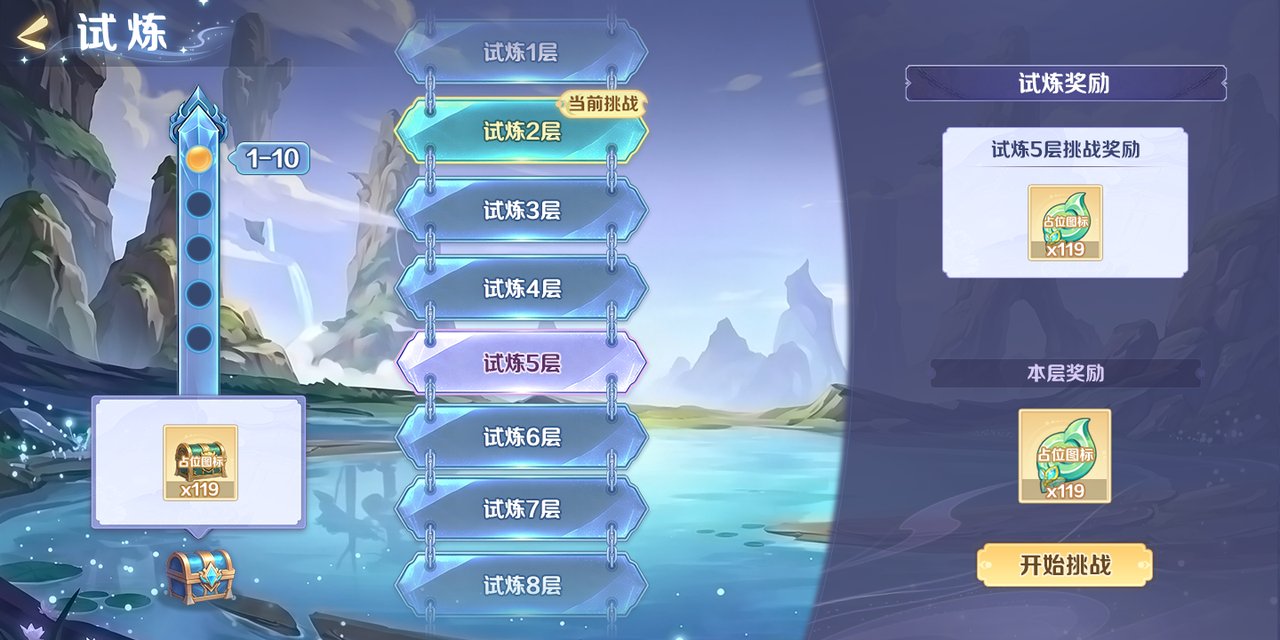 试炼
1-10
占位图标
x119
试炼1层
当前挑战
试炼2层
试炼3层
试炼4层
试炼5层
试炼6层
试炼7层
试炼8层
试炼奖励
试炼5层挑战奖励
占位图标
x119
本层奖励
占位图标
x119
开始挑战